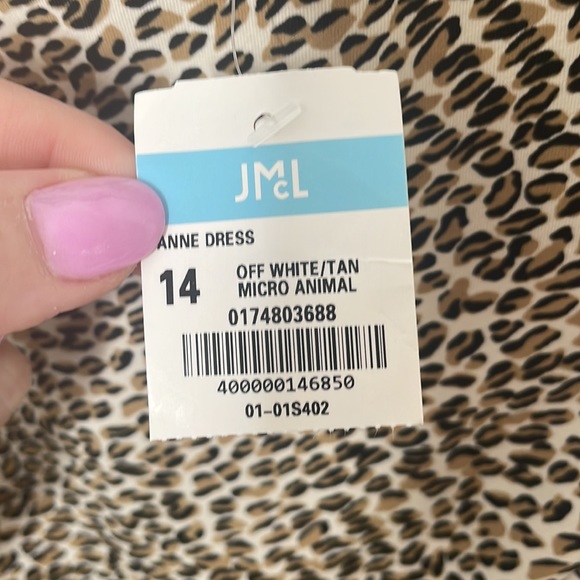 JMcL
ANNE DRESS
14
OFF WHITE/TAN
MICRO ANIMAL
0174803688
400000146850
01-01S402